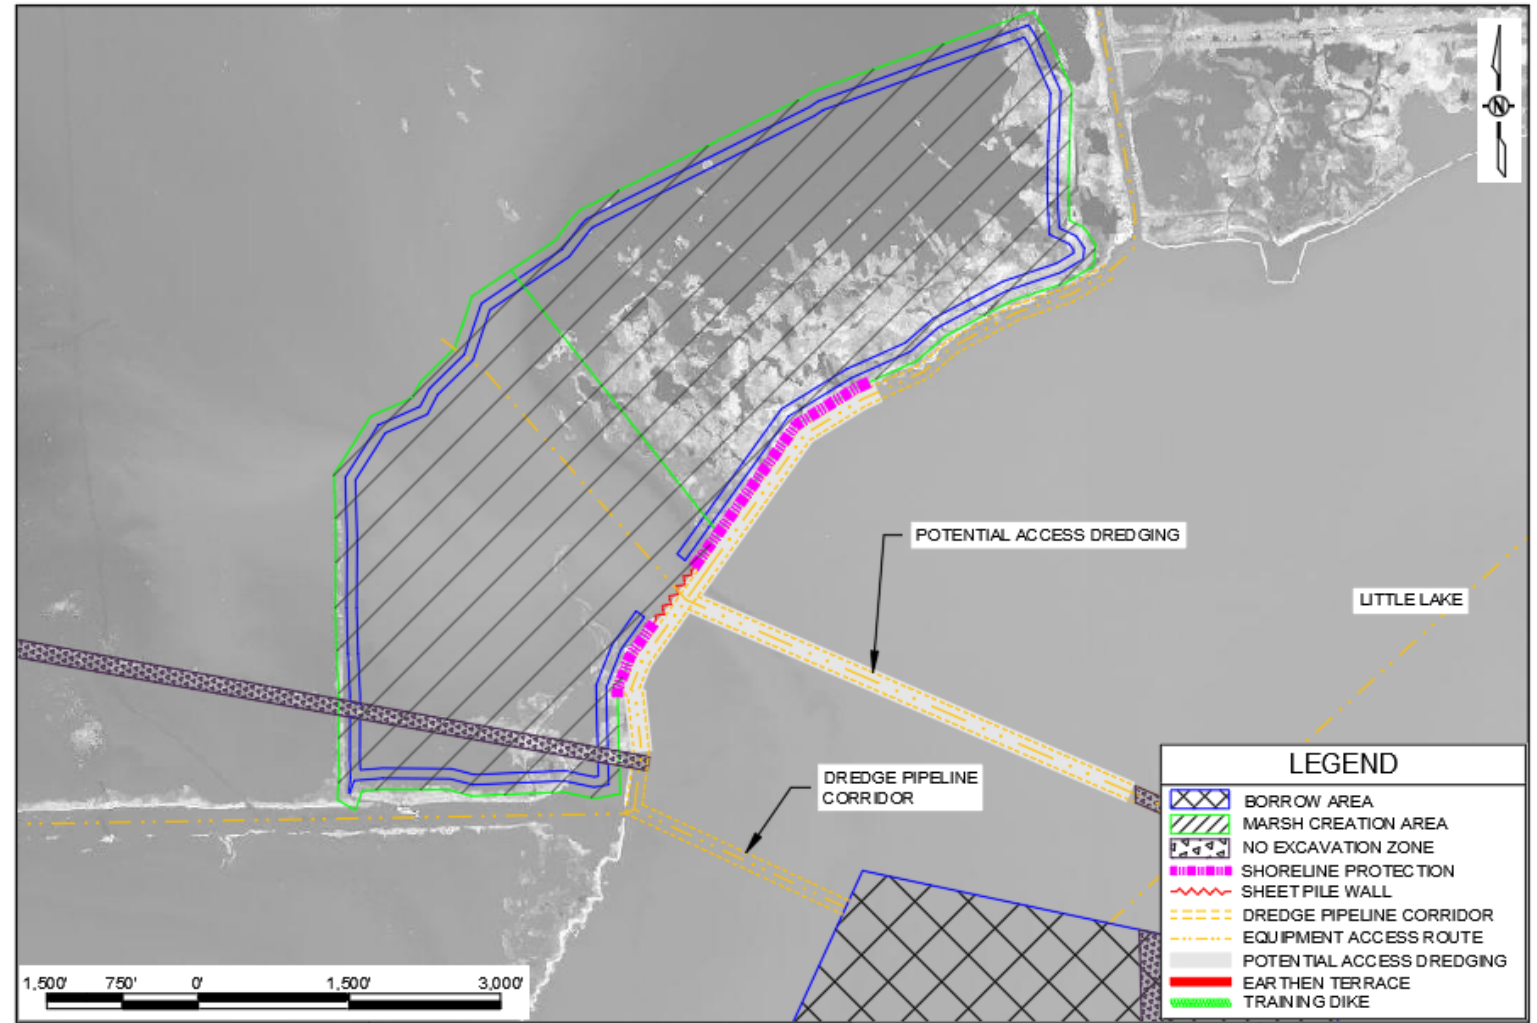 N
POTENTIAL ACCESS DREDGING
LITTLE LAKE
DREDGE PIPELINE
CORRIDOR
LEGEND
BORROW AREA
MARSH CREATION AREA
NO EXCAVATION ZONE
SHORELINE PROTECTION
SHEET PILE WALL
DREDGE PIPELINE CORRIDOR
EQUIPMENT ACCESS ROUTE
POTENTIAL ACCESS DREDGING
EARTHEN TERRACE
TRAINING DIKE
1,500' 750' 0' 1,500' 3,000'